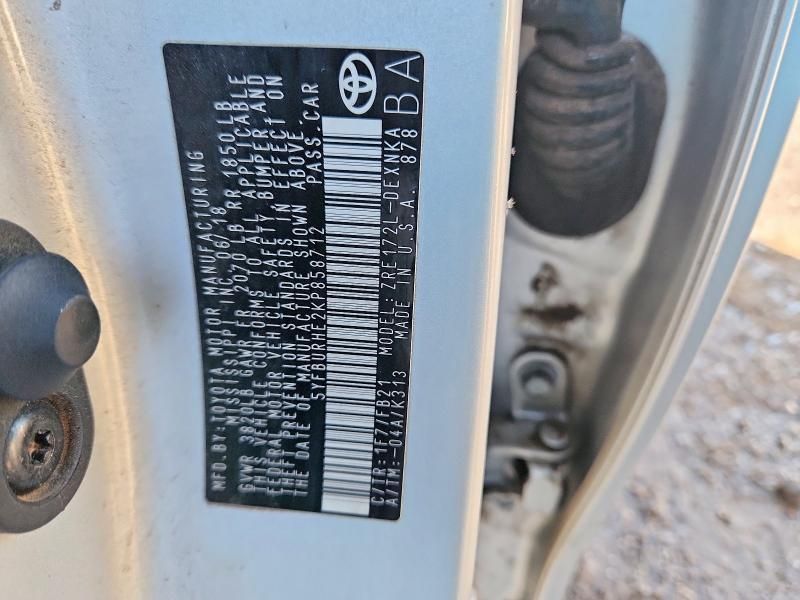 MFD.BY:TOYOTA MOTOR MANUFACTURING
MISSISSIPPI INC. 06/18
GVWR 3820LB GAWR FR 2070 LB RR 1850 LB
THIS VEHICLE CONFORMS TO ALL APPLICABLE
FEDERAL MOTOR VEHICLE SAFETY, BUMPER AND
THEFT PREVENTION STANDARDS IN EFFECT ON
THE DATE OF MANUFACTURE SHOWN ABOVE.
5YFBURHE2KP858712 PASS.CAR
C/TR:1F7/FB21 MODEL:ZRE172L-DEXNKA
A/TM:-04A/K313 MADE IN U.S.A. 878
BA